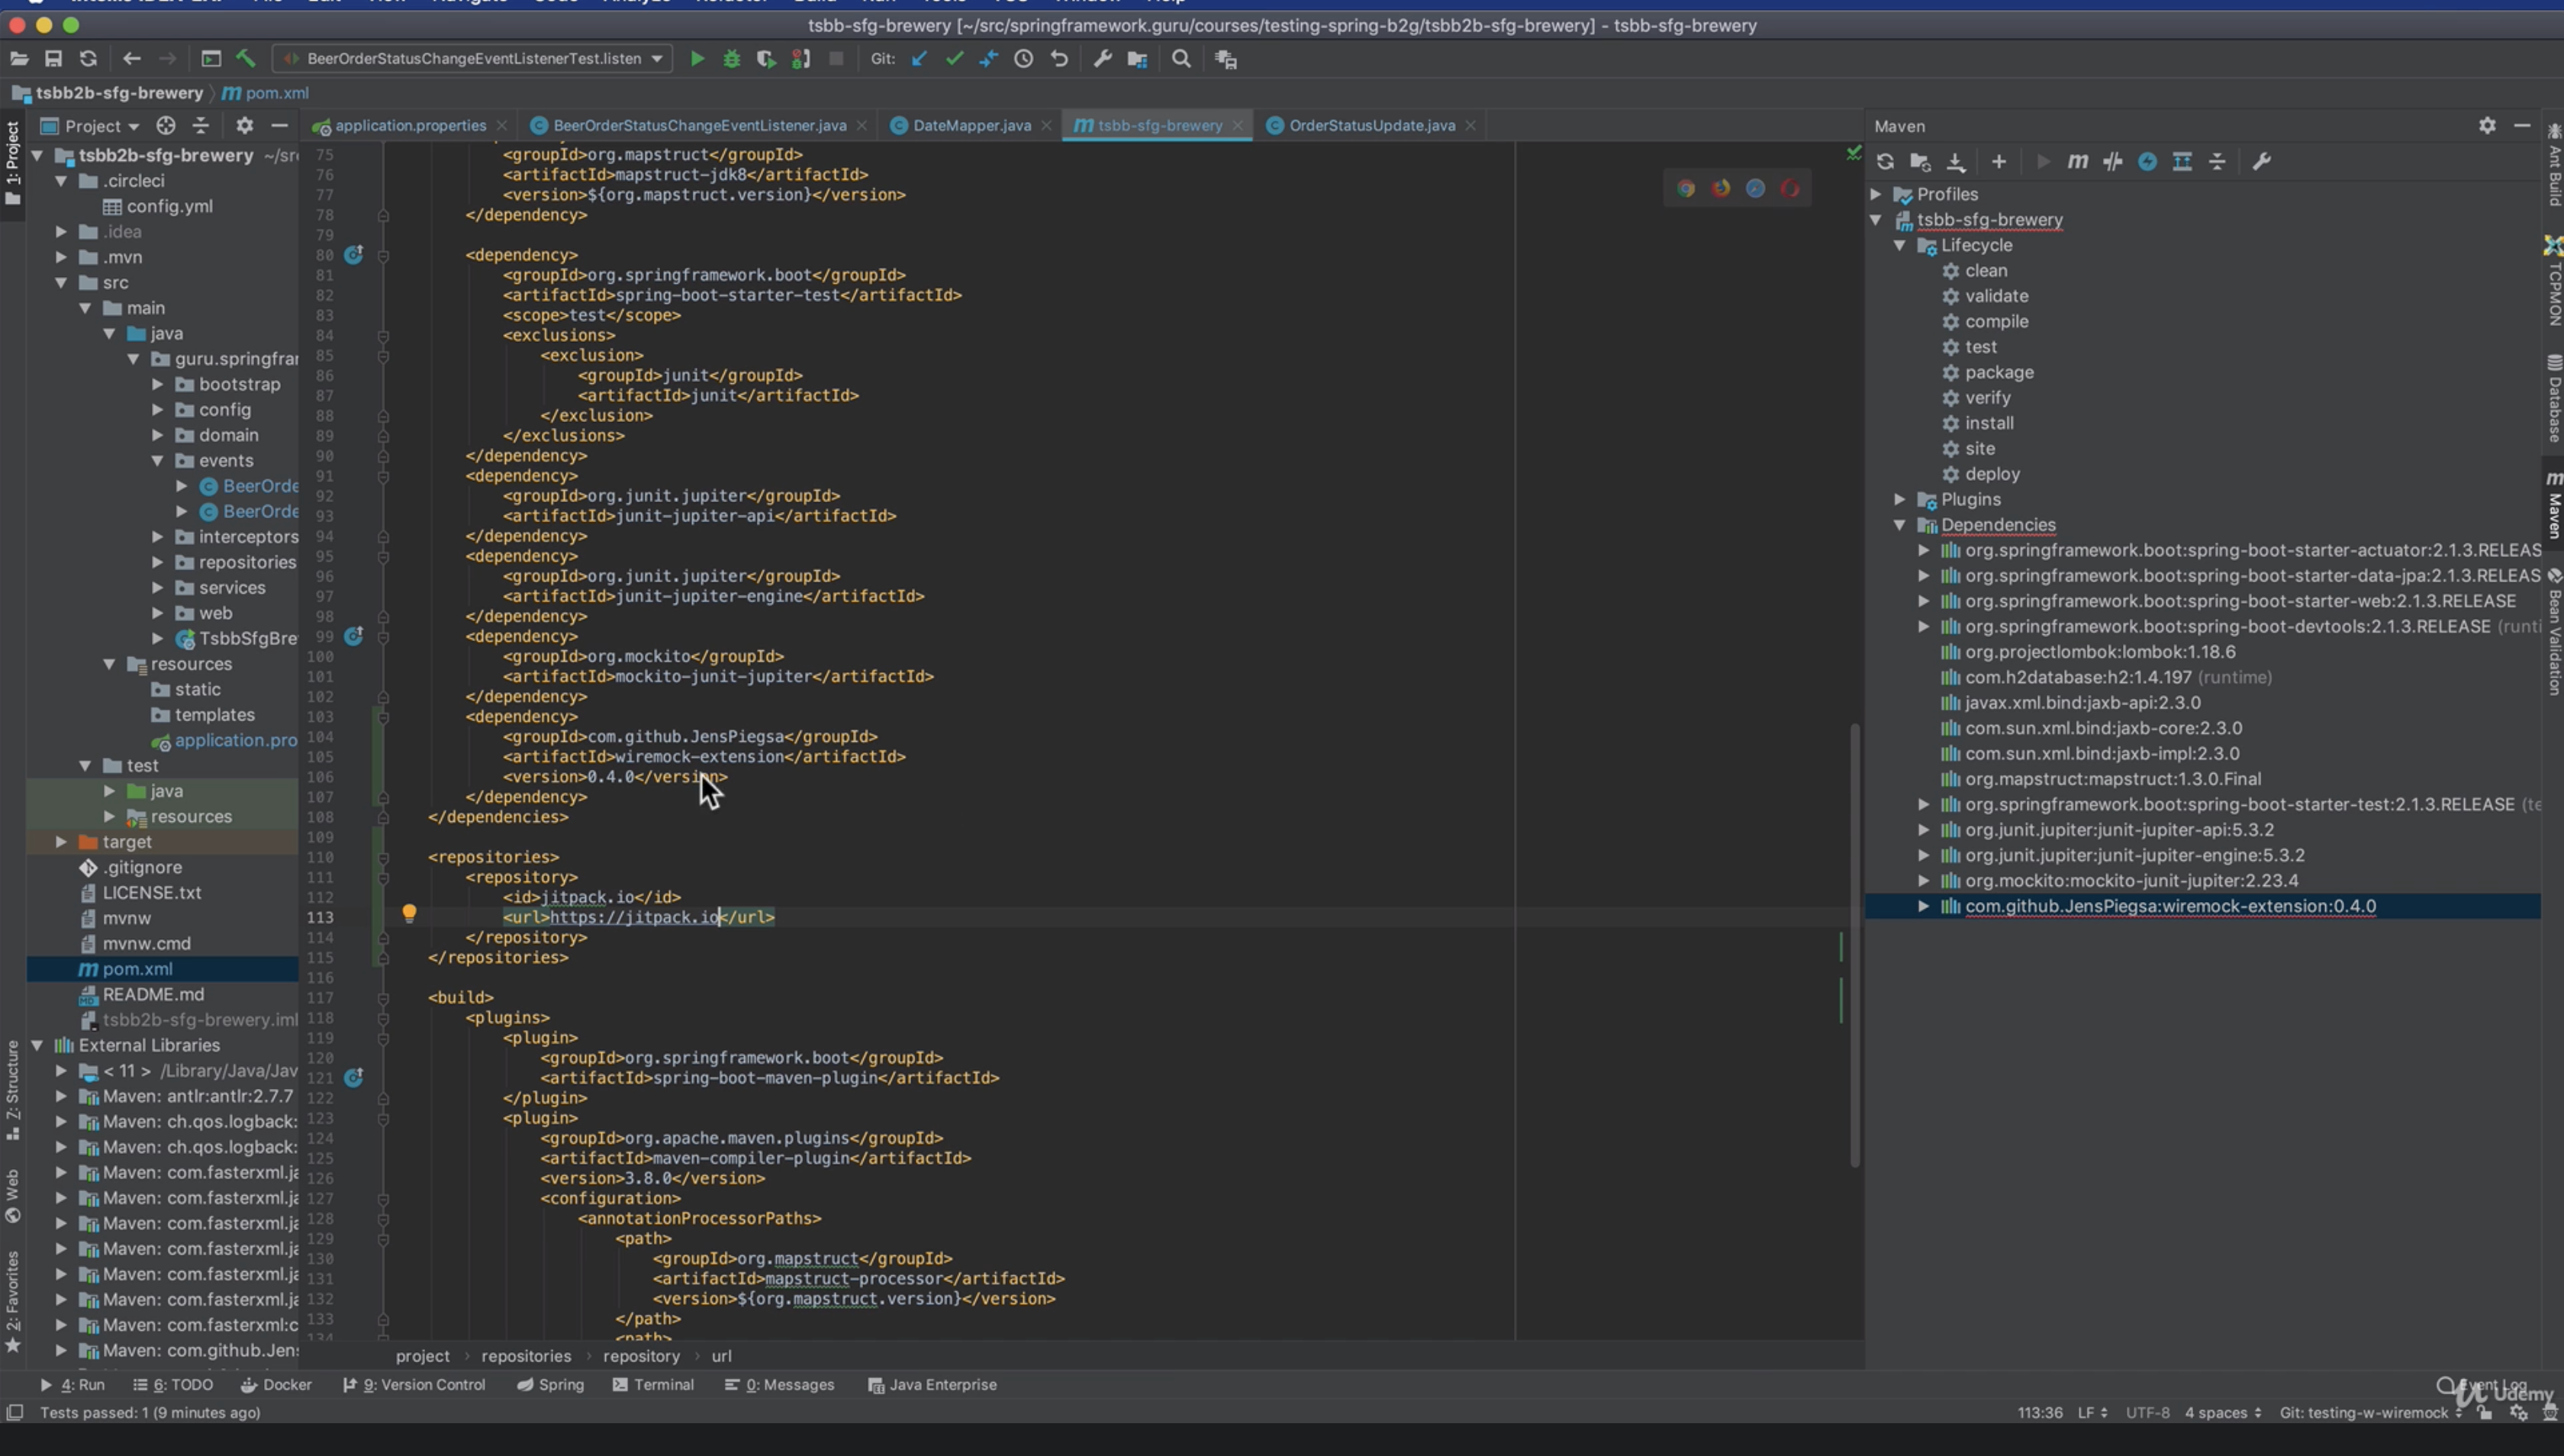 tsbb-sfg-brewery [~/src/springframework.guru/courses/testing-spring-b2g/tsbb2b-sfg-brewery] - tsbb-sfg-brewery
BeerOrderStatusChangeEventListenerTest.listen
Git:
tsbb2b-sfg-brewery
pom.xml
Project
application.properties
BeerOrderStatusChangeEventListener.java
DateMapper.java
tsbb-sfg-brewery
OrderStatusUpdate.java
Maven
1: Project
Z: Structure
Web
2: Favorites
tsbb2b-sfg-brewery ~/src
.circleci
config.yml
.idea
.mvn
src
main
java
guru.springfra
bootstrap
config
domain
events
BeerOrde
BeerOrde
interceptors
repositories
services
web
TsbbSfgBre
resources
static
templates
application.pro
test
java
resources
target
.gitignore
LICENSE.txt
mvnw
mvnw.cmd
pom.xml
README.md
tsbb2b-sfg-brewery.iml
External Libraries
< 11 > /Library/Java/Jav
Maven: antlr:antlr:2.7.7
Maven: ch.qos.logback:
Maven: ch.qos.logback:
Maven: com.fasterxml.ja
Maven: com.fasterxml.ja
Maven: com.fasterxml.ja
Maven: com.fasterxml.ja
Maven: com.fasterxml.ja
Maven: com.fasterxml.ja
Maven: com.fasterxml:c
Maven: com.github.Jens
75 <groupId>org.mapstruct</groupId>
76 <artifactId>mapstruct-jdk8</artifactId>
77 <version>${org.mapstruct.version}</version>
78 </dependency>
79
80 <dependency>
81 <groupId>org.springframework.boot</groupId>
82 <artifactId>spring-boot-starter-test</artifactId>
83 <scope>test</scope>
84 <exclusions>
85 <exclusion>
86 <groupId>junit</groupId>
87 <artifactId>junit</artifactId>
88 </exclusion>
89 </exclusions>
90 </dependency>
91 <dependency>
92 <groupId>org.junit.jupiter</groupId>
93 <artifactId>junit-jupiter-api</artifactId>
94 </dependency>
95 <dependency>
96 <groupId>org.junit.jupiter</groupId>
97 <artifactId>junit-jupiter-engine</artifactId>
98 </dependency>
99 <dependency>
100 <groupId>org.mockito</groupId>
101 <artifactId>mockito-junit-jupiter</artifactId>
102 </dependency>
103 <dependency>
104 <groupId>com.github.JensPiegsa</groupId>
105 <artifactId>wiremock-extension</artifactId>
106 <version>0.4.0</version>
107 </dependency>
108 </dependencies>
109
110 <repositories>
111 <repository>
112 <id>jitpack.io</id>
113 <url>https://jitpack.io</url>
114 </repository>
115 </repositories>
116
117 <build>
118 <plugins>
119 <plugin>
120 <groupId>org.springframework.boot</groupId>
121 <artifactId>spring-boot-maven-plugin</artifactId>
122 </plugin>
123 <plugin>
124 <groupId>org.apache.maven.plugins</groupId>
125 <artifactId>maven-compiler-plugin</artifactId>
126 <version>3.8.0</version>
127 <configuration>
128 <annotationProcessorPaths>
129 <path>
130 <groupId>org.mapstruct</groupId>
131 <artifactId>mapstruct-processor</artifactId>
132 <version>${org.mapstruct.version}</version>
133 </path>
134 <path>
project › repositories › repository › url
Profiles
tsbb-sfg-brewery
Lifecycle
clean
validate
compile
test
package
verify
install
site
deploy
Plugins
Dependencies
org.springframework.boot:spring-boot-starter-actuator:2.1.3.RELEAS
org.springframework.boot:spring-boot-starter-data-jpa:2.1.3.RELEAS
org.springframework.boot:spring-boot-starter-web:2.1.3.RELEASE
org.springframework.boot:spring-boot-devtools:2.1.3.RELEASE (runti
org.projectlombok:lombok:1.18.6
com.h2database:h2:1.4.197 (runtime)
javax.xml.bind:jaxb-api:2.3.0
com.sun.xml.bind:jaxb-core:2.3.0
com.sun.xml.bind:jaxb-impl:2.3.0
org.mapstruct:mapstruct:1.3.0.Final
org.springframework.boot:spring-boot-starter-test:2.1.3.RELEASE (te
org.junit.jupiter:junit-jupiter-api:5.3.2
org.junit.jupiter:junit-jupiter-engine:5.3.2
org.mockito:mockito-junit-jupiter:2.23.4
com.github.JensPiegsa:wiremock-extension:0.4.0
Ant Build
TCPMON
Database
Maven
Bean Validation
4: Run
6: TODO
Docker
9: Version Control
Spring
Terminal
0: Messages
Java Enterprise
Event Log
Udemy
Tests passed: 1 (9 minutes ago)
113:36 LF UTF-8 4 spaces Git: testing-w-wiremock